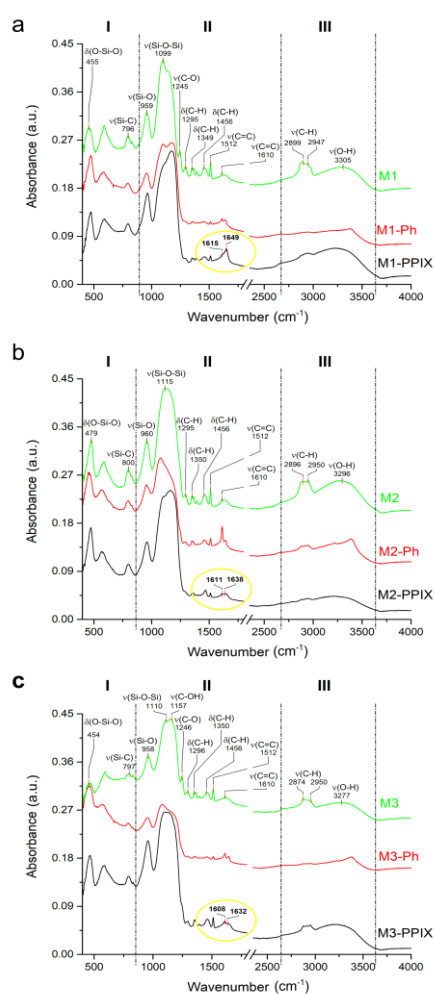 a
I II III
ν(Si-O-Si)
1099
δ(O-Si-O)
455
ν(C-O)
1245
ν(Si-O)
959
ν(Si-C)
796
δ(C-H)
1295
δ(C-H)
1349
δ(C-H)
1456
ν(C=C)
1512
ν(C=C)
1610
ν(C-H)
2899 2947
ν(O-H)
3305
M1
M1-Ph
1615 1649
M1-PPIX
0.45
0.36
0.27
0.18
0.09
0.00
Absorbance (a.u.)
500 1000 1500 2500 3000 3500 4000
Wavenumber (cm-1)
b
I II III
ν(Si-O-Si)
1115
δ(O-Si-O)
479
ν(Si-O)
960
ν(Si-C)
800
δ(C-H)
1295
δ(C-H)
1350
δ(C-H)
1456
ν(C=C)
1512
ν(C=C)
1610
ν(C-H)
2896 2950
ν(O-H)
3296
M2
M2-Ph
1611 1638
M2-PPIX
0.45
0.36
0.27
0.18
0.09
0.00
Absorbance (a.u.)
500 1000 1500 2500 3000 3500 4000
Wavenumber (cm-1)
c
I II III
ν(Si-O-Si)
1110
ν(C-OH)
1157
δ(O-Si-O)
454
ν(C-O)
1246
ν(Si-O)
958
ν(Si-C)
797
δ(C-H)
1296
δ(C-H)
1350
δ(C-H)
1456
ν(C=C)
1512
ν(C=C)
1610
ν(C-H)
2874 2950
ν(O-H)
3277
M3
M3-Ph
1608 1632
M3-PPIX
0.45
0.36
0.27
0.18
0.09
0.00
Absorbance (a.u.)
500 1000 1500 2500 3000 3500 4000
Wavenumber (cm-1)